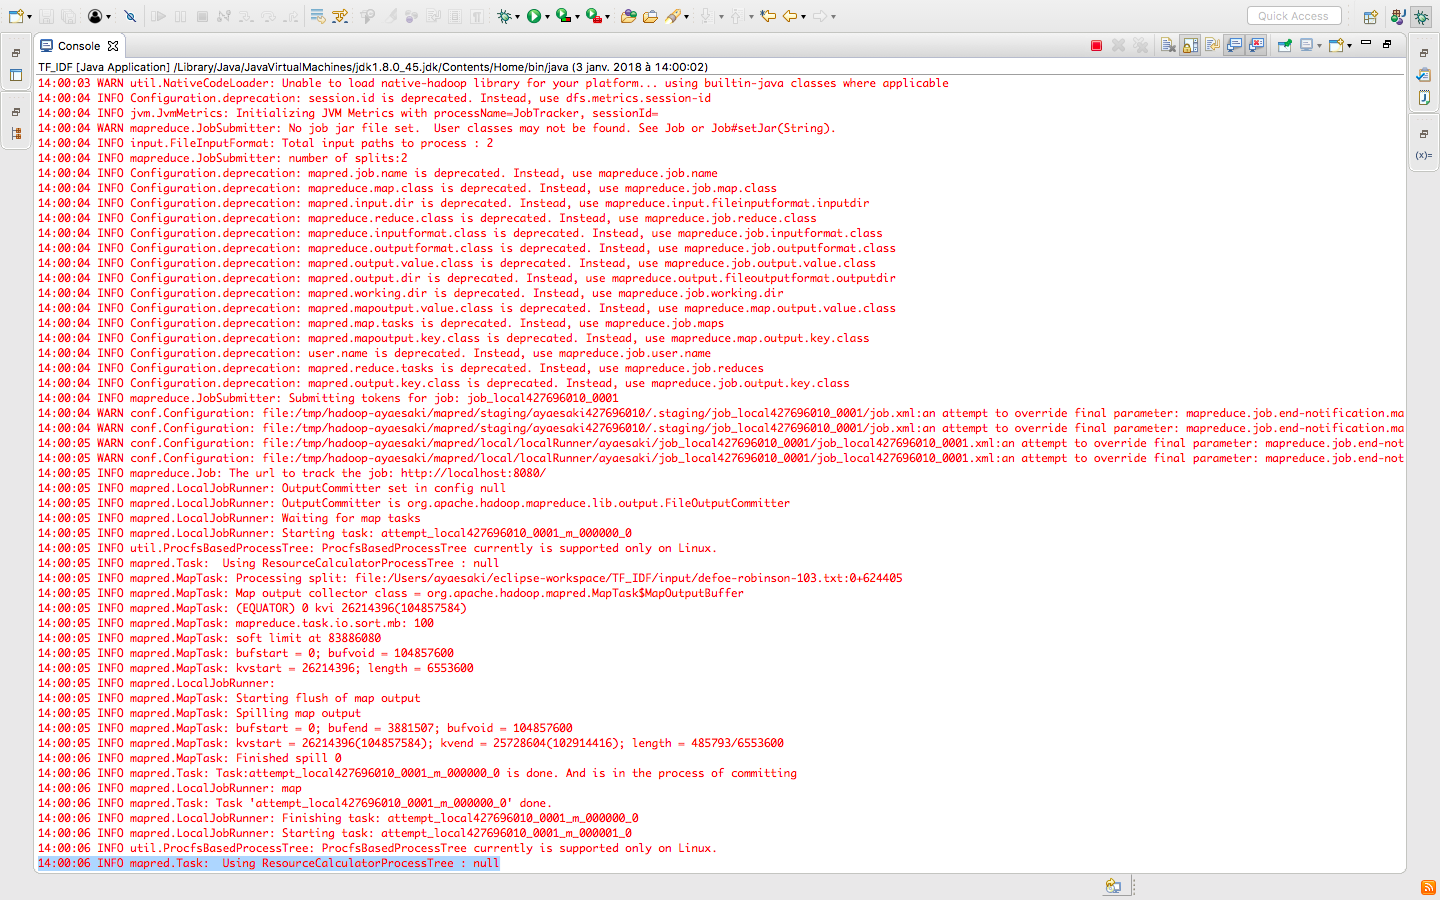 Quick Access
Console
TF_IDF [Java Application] /Library/Java/JavaVirtualMachines/jdk1.8.0_45.jdk/Contents/Home/bin/java (3 janv. 2018 à 14:00:02)
14:00:03 WARN util.NativeCodeLoader: Unable to load native-hadoop library for your platform... using builtin-java classes where applicable
14:00:04 INFO Configuration.deprecation: session.id is deprecated. Instead, use dfs.metrics.session-id
14:00:04 INFO jvm.JvmMetrics: Initializing JVM Metrics with processName=JobTracker, sessionId=
14:00:04 WARN mapreduce.JobSubmitter: No job jar file set.  User classes may not be found. See Job or Job#setJar(String).
14:00:04 INFO input.FileInputFormat: Total input paths to process : 2
14:00:04 INFO mapreduce.JobSubmitter: number of splits:2
14:00:04 INFO Configuration.deprecation: mapred.job.name is deprecated. Instead, use mapreduce.job.name
14:00:04 INFO Configuration.deprecation: mapreduce.map.class is deprecated. Instead, use mapreduce.job.map.class
14:00:04 INFO Configuration.deprecation: mapred.input.dir is deprecated. Instead, use mapreduce.input.fileinputformat.inputdir
14:00:04 INFO Configuration.deprecation: mapreduce.reduce.class is deprecated. Instead, use mapreduce.job.reduce.class
14:00:04 INFO Configuration.deprecation: mapreduce.inputformat.class is deprecated. Instead, use mapreduce.job.inputformat.class
14:00:04 INFO Configuration.deprecation: mapreduce.outputformat.class is deprecated. Instead, use mapreduce.job.outputformat.class
14:00:04 INFO Configuration.deprecation: mapred.output.value.class is deprecated. Instead, use mapreduce.job.output.value.class
14:00:04 INFO Configuration.deprecation: mapred.output.dir is deprecated. Instead, use mapreduce.output.fileoutputformat.outputdir
14:00:04 INFO Configuration.deprecation: mapred.working.dir is deprecated. Instead, use mapreduce.job.working.dir
14:00:04 INFO Configuration.deprecation: mapred.mapoutput.value.class is deprecated. Instead, use mapreduce.map.output.value.class
14:00:04 INFO Configuration.deprecation: mapred.map.tasks is deprecated. Instead, use mapreduce.job.maps
14:00:04 INFO Configuration.deprecation: mapred.mapoutput.key.class is deprecated. Instead, use mapreduce.map.output.key.class
14:00:04 INFO Configuration.deprecation: user.name is deprecated. Instead, use mapreduce.job.user.name
14:00:04 INFO Configuration.deprecation: mapred.reduce.tasks is deprecated. Instead, use mapreduce.job.reduces
14:00:04 INFO Configuration.deprecation: mapred.output.key.class is deprecated. Instead, use mapreduce.job.output.key.class
14:00:04 INFO mapreduce.JobSubmitter: Submitting tokens for job: job_local427696010_0001
14:00:04 WARN conf.Configuration: file:/tmp/hadoop-ayaesaki/mapred/staging/ayaesaki427696010/.staging/job_local427696010_0001/job.xml:an attempt to override final parameter: mapreduce.job.end-notification.ma
14:00:04 WARN conf.Configuration: file:/tmp/hadoop-ayaesaki/mapred/staging/ayaesaki427696010/.staging/job_local427696010_0001/job.xml:an attempt to override final parameter: mapreduce.job.end-notification.ma
14:00:05 WARN conf.Configuration: file:/tmp/hadoop-ayaesaki/mapred/local/localRunner/ayaesaki/job_local427696010_0001/job_local427696010_0001.xml:an attempt to override final parameter: mapreduce.job.end-not
14:00:05 WARN conf.Configuration: file:/tmp/hadoop-ayaesaki/mapred/local/localRunner/ayaesaki/job_local427696010_0001/job_local427696010_0001.xml:an attempt to override final parameter: mapreduce.job.end-not
14:00:05 INFO mapreduce.Job: The url to track the job: http://localhost:8080/
14:00:05 INFO mapred.LocalJobRunner: OutputCommitter set in config null
14:00:05 INFO mapred.LocalJobRunner: OutputCommitter is org.apache.hadoop.mapreduce.lib.output.FileOutputCommitter
14:00:05 INFO mapred.LocalJobRunner: Waiting for map tasks
14:00:05 INFO mapred.LocalJobRunner: Starting task: attempt_local427696010_0001_m_000000_0
14:00:05 INFO util.ProcfsBasedProcessTree: ProcfsBasedProcessTree currently is supported only on Linux.
14:00:05 INFO mapred.Task:  Using ResourceCalculatorProcessTree : null
14:00:05 INFO mapred.MapTask: Processing split: file:/Users/ayaesaki/eclipse-workspace/TF_IDF/input/defoe-robinson-103.txt:0+624405
14:00:05 INFO mapred.MapTask: Map output collector class = org.apache.hadoop.mapred.MapTask$MapOutputBuffer
14:00:05 INFO mapred.MapTask: (EQUATOR) 0 kvi 26214396(104857584)
14:00:05 INFO mapred.MapTask: mapreduce.task.io.sort.mb: 100
14:00:05 INFO mapred.MapTask: soft limit at 83886080
14:00:05 INFO mapred.MapTask: bufstart = 0; bufvoid = 104857600
14:00:05 INFO mapred.MapTask: kvstart = 26214396; length = 6553600
14:00:05 INFO mapred.LocalJobRunner:
14:00:05 INFO mapred.MapTask: Starting flush of map output
14:00:05 INFO mapred.MapTask: Spilling map output
14:00:05 INFO mapred.MapTask: bufstart = 0; bufend = 3881507; bufvoid = 104857600
14:00:05 INFO mapred.MapTask: kvstart = 26214396(104857584); kvend = 25728604(102914416); length = 485793/6553600
14:00:06 INFO mapred.MapTask: Finished spill 0
14:00:06 INFO mapred.Task: Task:attempt_local427696010_0001_m_000000_0 is done. And is in the process of committing
14:00:06 INFO mapred.LocalJobRunner: map
14:00:06 INFO mapred.Task: Task 'attempt_local427696010_0001_m_000000_0' done.
14:00:06 INFO mapred.LocalJobRunner: Finishing task: attempt_local427696010_0001_m_000000_0
14:00:06 INFO mapred.LocalJobRunner: Starting task: attempt_local427696010_0001_m_000001_0
14:00:06 INFO util.ProcfsBasedProcessTree: ProcfsBasedProcessTree currently is supported only on Linux.
14:00:06 INFO mapred.Task:  Using ResourceCalculatorProcessTree : null
(x)=